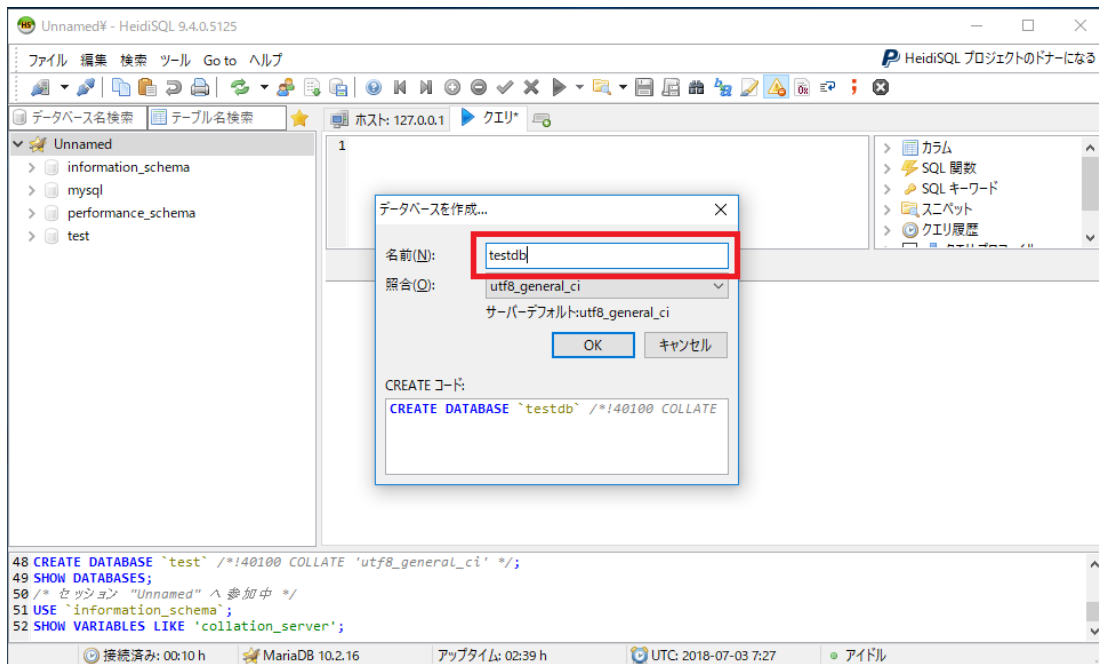 Unnamed¥ - HeidiSQL 9.4.0.5125
ファイル 編集 検索 ツール Go to ヘルプ
HeidiSQL プロジェクトのドナーになる
データベース名検索 テーブル名検索
ホスト: 127.0.0.1 クエリ*
Unnamed
information_schema
mysql
performance_schema
test
1
カラム
SQL 関数
SQL キーワード
スニペット
クエリ履歴
データベースを作成...
名前(N): testdb
照合(O): utf8_general_ci
サーバーデフォルト:utf8_general_ci
OK キャンセル
CREATE コード:
CREATE DATABASE `testdb` /*!40100 COLLATE
48 CREATE DATABASE `test` /*!40100 COLLATE 'utf8_general_ci' */;
49 SHOW DATABASES;
50 /* セッション "Unnamed" へ参加中 */
51 USE `information_schema`;
52 SHOW VARIABLES LIKE 'collation_server';
接続済み: 00:10 h MariaDB 10.2.16 アップタイム: 02:39 h UTC: 2018-07-03 7:27 アイドル